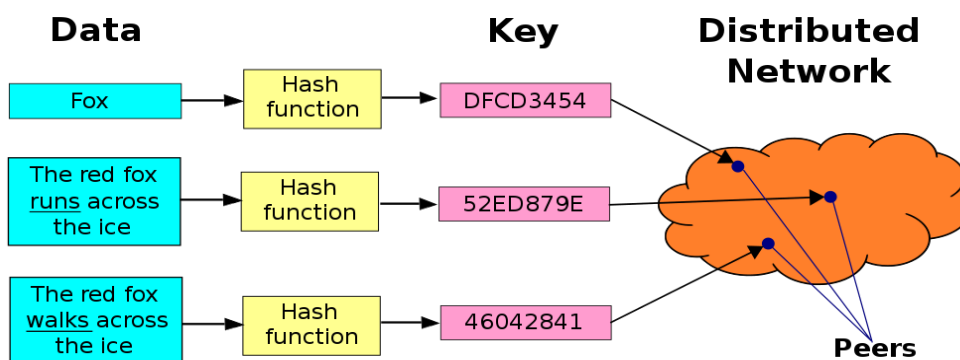 Data
Key
Distributed
Network
Fox
Hash
function
DFCD3454
The red fox
runs across
the ice
Hash
function
52ED879E
The red fox
walks across
the ice
Hash
function
46042841
Peers